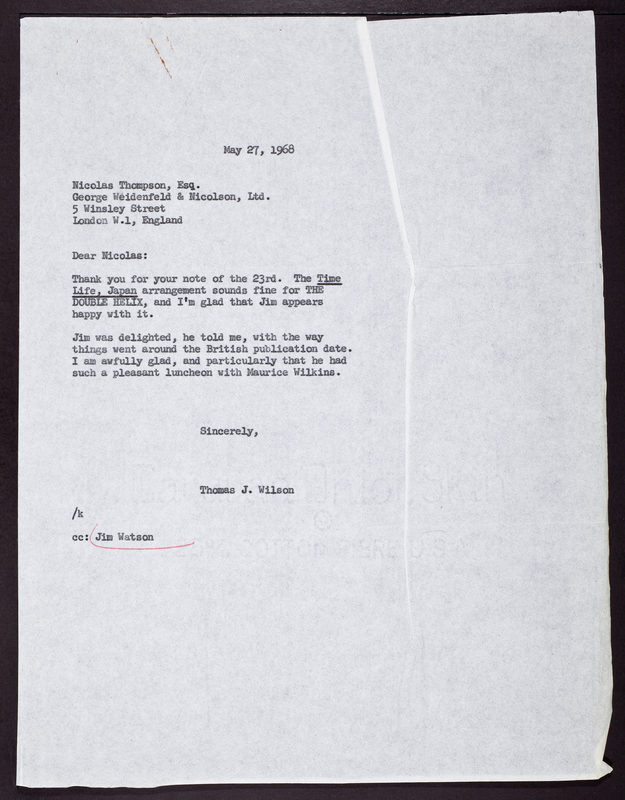 May 27, 1968
Nicolas Thompson, Esq.
George Weidenfeld & Nicolson, Ltd.
5 Winsley Street
London W.1, England
Dear Nicolas:
Thank you for your note of the 23rd. The Time
Life, Japan arrangement sounds fine for THE
DOUBLE HELIX, and I'm glad that Jim appears
happy with it.
Jim was delighted, he told me, with the way
things went around the British publication date.
I am awfully glad, and particularly that he had
such a pleasant luncheon with Maurice Wilkins.
Sincerely,
Thomas J. Wilson
/k
cc: Jim Watson